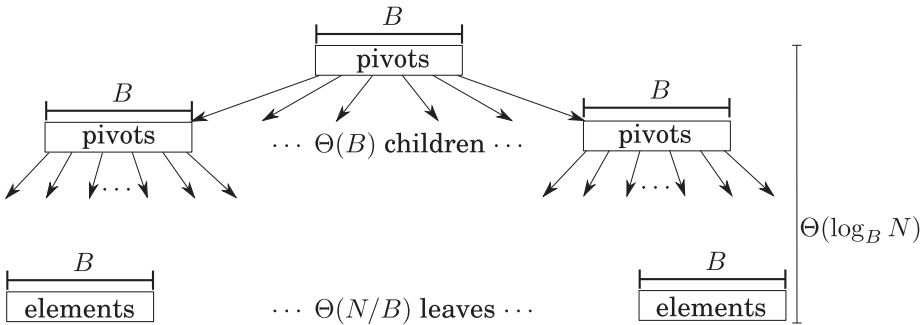 B
pivots
B
B
pivots
··· Θ(B) children ···
pivots
···
···
Θ(log_B N)
B
B
elements
··· Θ(N/B) leaves ···
elements